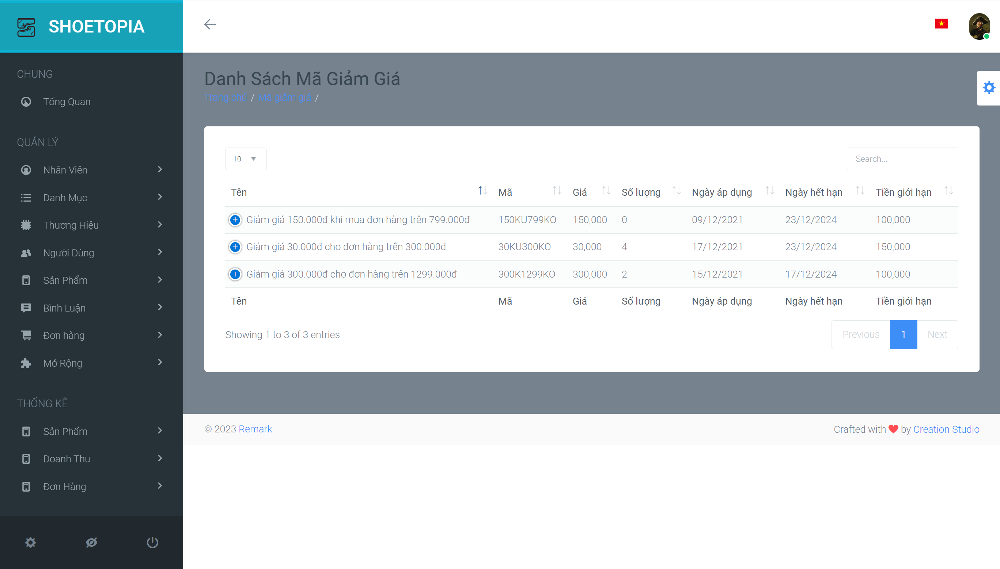 SHOETOPIA
CHUNG
Tổng Quan
QUẢN LÝ
Nhân Viên
Danh Mục
Thương Hiệu
Người Dùng
Sản Phẩm
Bình Luận
Đơn hàng
Mở Rộng
THỐNG KÊ
Sản Phẩm
Doanh Thu
Đơn Hàng
Danh Sách Mã Giảm Giá
Trang chủ / Mã giảm giá /
10
Search...
Tên Mã Giá Số lượng Ngày áp dụng Ngày hết hạn Tiền giới hạn
Giảm giá 150.000đ khi mua đơn hàng trên 799.000đ 150KU799KO 150,000 0 09/12/2021 23/12/2024 100,000
Giảm giá 30.000đ cho đơn hàng trên 300.000đ 30KU300KO 30,000 4 17/12/2021 23/12/2024 150,000
Giảm giá 300.000đ cho đơn hàng trên 1299.000đ 300K1299KO 300,000 2 15/12/2021 17/12/2024 100,000
Tên Mã Giá Số lượng Ngày áp dụng Ngày hết hạn Tiền giới hạn
Showing 1 to 3 of 3 entries
Previous 1 Next
© 2023 Remark
Crafted with ❤ by Creation Studio